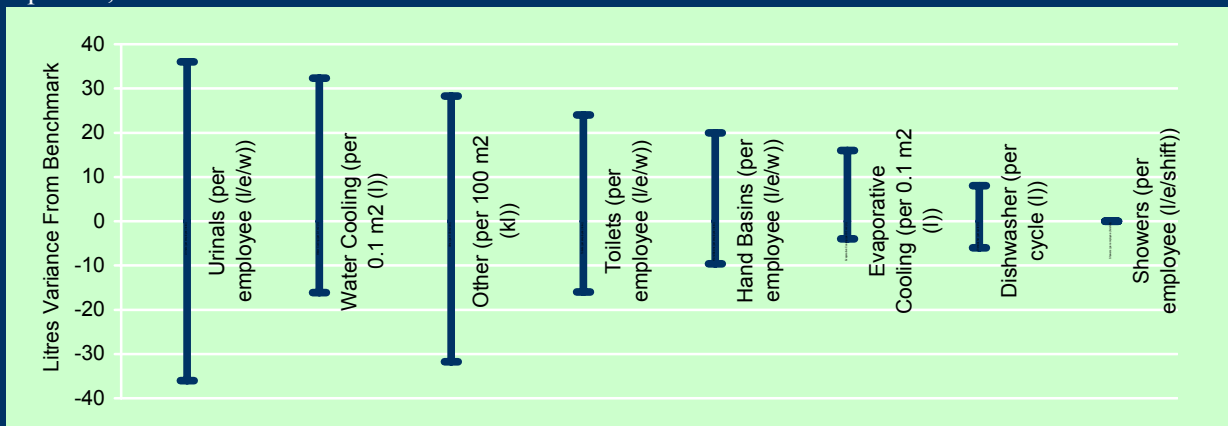 Litres Variance From Benchmark
40
30
20
10
0
-10
-20
-30
-40
Urinals (per
employee (l/e/w))
Water Cooling (per
0.1 m2 (l))
Other (per 100 m2
(kl))
Toilets (per
employee (l/e/w))
Hand Basins (per
employee (l/e/w))
Evaporative
Cooling (per 0.1 m2
(l))
Dishwasher (per
cycle (l))
Showers (per
employee (l/e/shift))